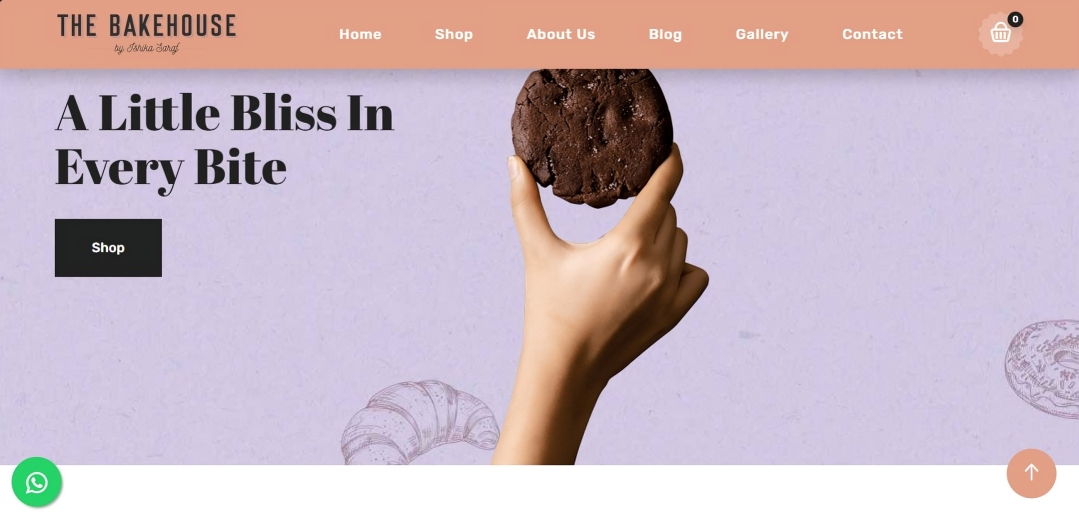 THE BAKEHOUSE
by Ishika Saraf
Home
Shop
About Us
Blog
Gallery
Contact
0
A Little Bliss In
Every Bite
Shop